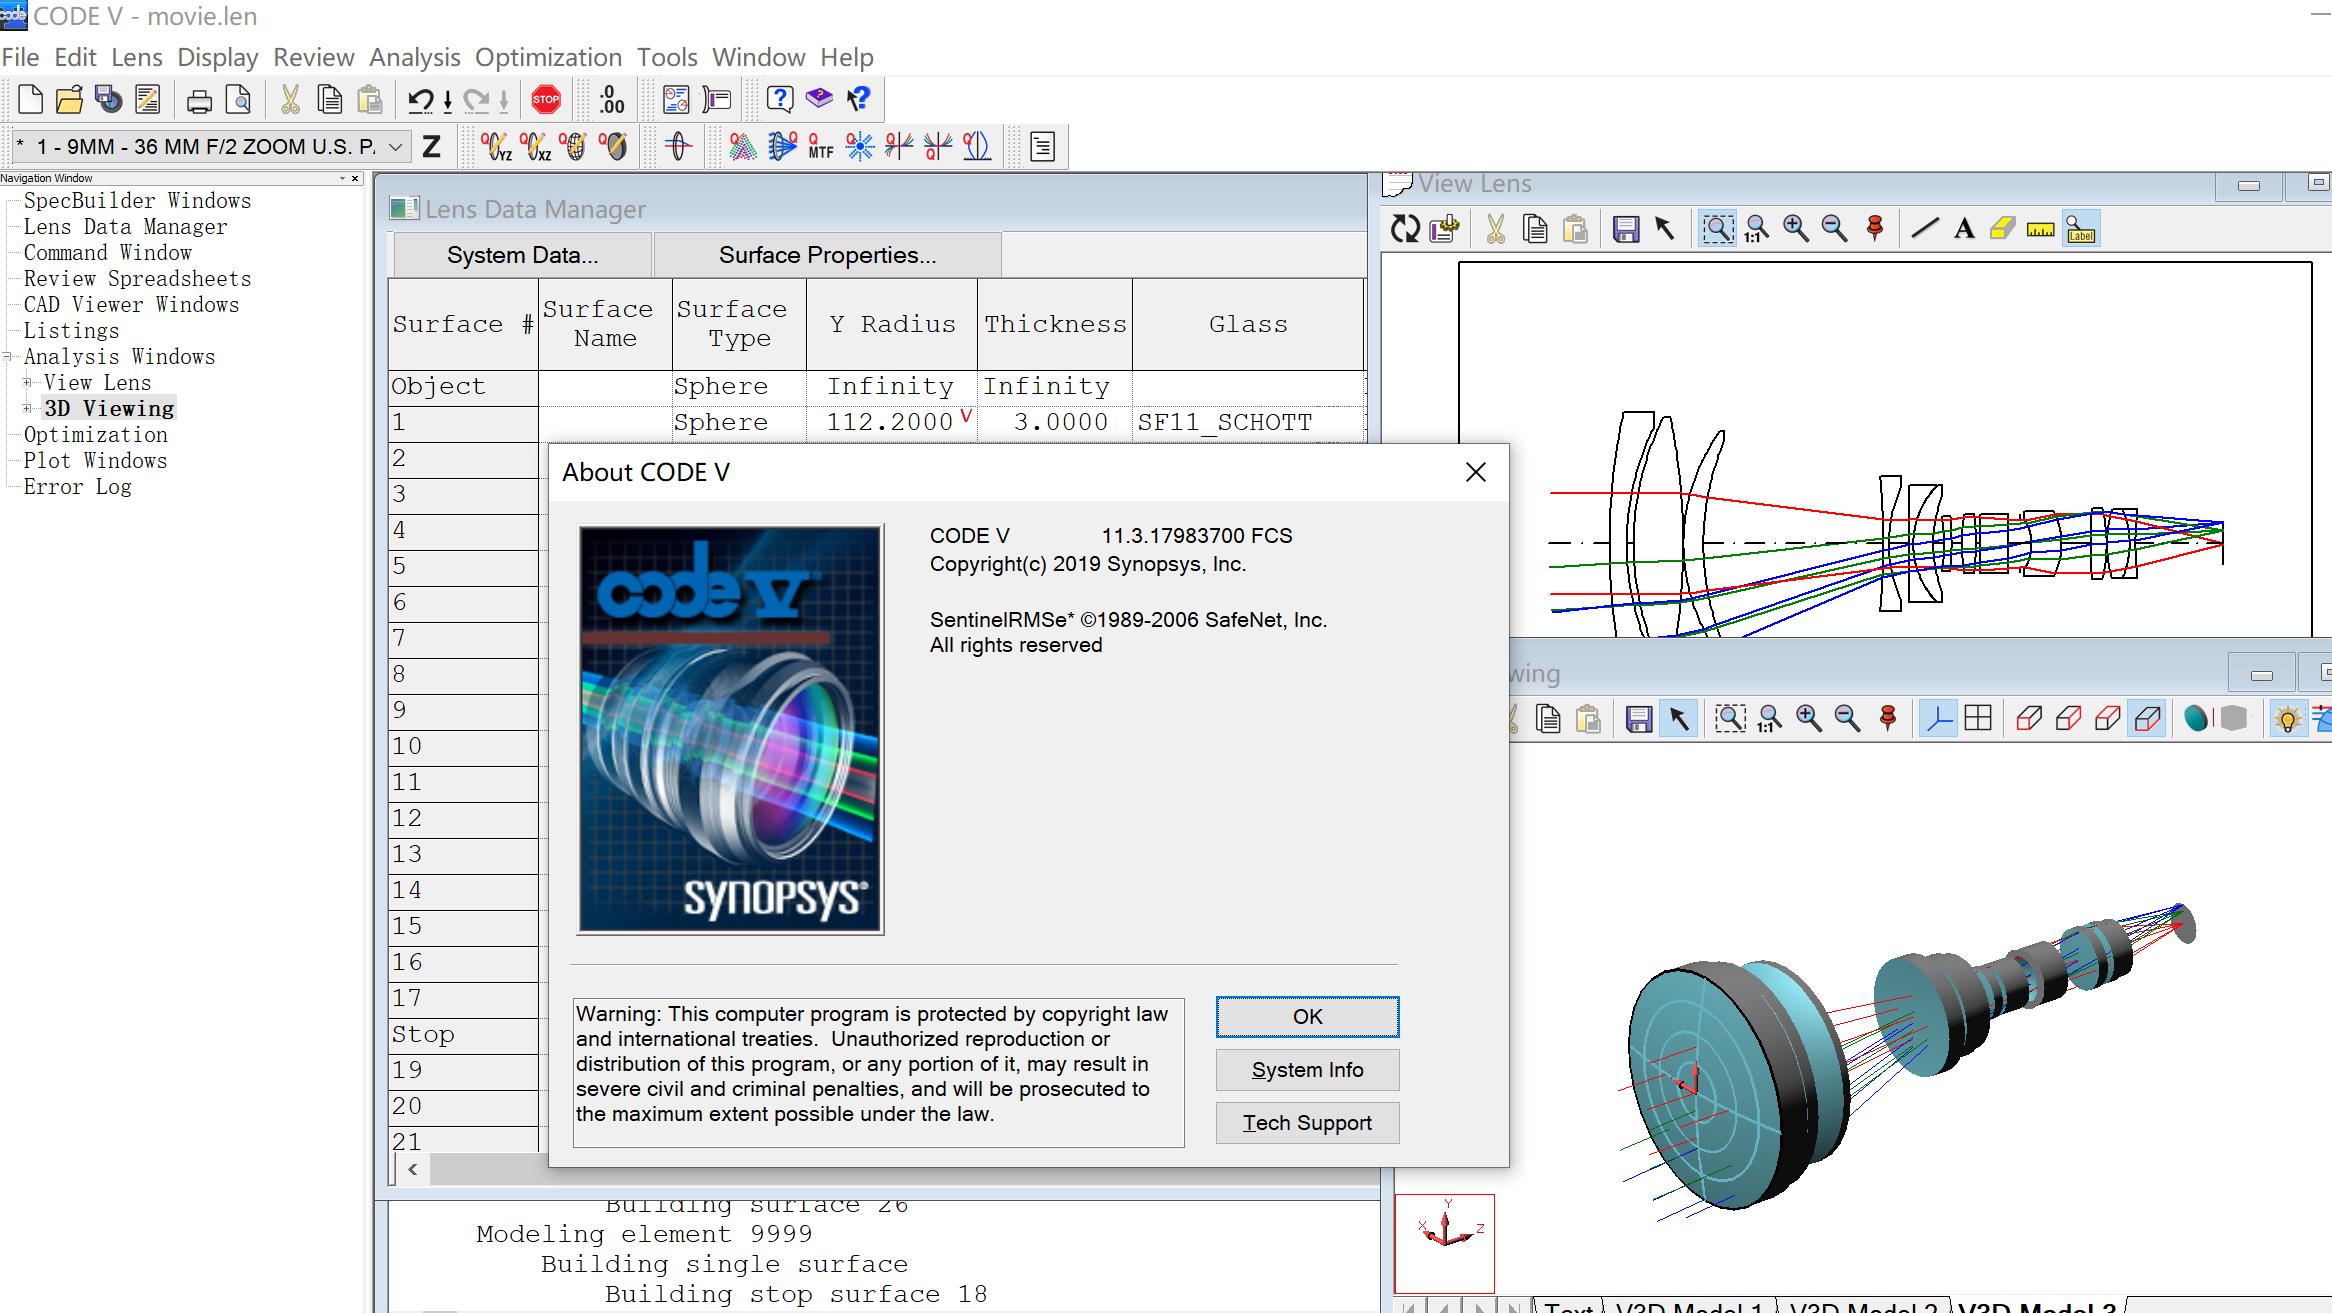 CODE V - movie.len
File Edit Lens Display Review Analysis Optimization Tools Window Help
STOP .0 .00 ? ?
* 1 - 9MM - 36 MM F/2 ZOOM U.S. P. Z Q YZ Q XZ Q Q Q Q Q MTF Q Q Q Q
Navigation Window
SpecBuilder Windows
Lens Data Manager
Command Window
Review Spreadsheets
CAD Viewer Windows
Listings
Analysis Windows
View Lens
3D Viewing
Optimization
Plot Windows
Error Log
Lens Data Manager
System Data... Surface Properties...
Surface # Surface Name Surface Type Y Radius Thickness Glass
Object Sphere Infinity Infinity
1 Sphere 112.2000 V 3.0000 SF11_SCHOTT
2
3
4
5
6
7
8
9
10
11
12
13
14
15
16
17
Stop
19
20
21
Building surface 26
Modeling element 9999
Building single surface
Building stop surface 18
About CODE V
code V
SYNOPSYS
CODE V 11.3.17983700 FCS
Copyright(c) 2019 Synopsys, Inc.
SentinelRMSe* ©1989-2006 SafeNet, Inc.
All rights reserved
Warning: This computer program is protected by copyright law
and international treaties. Unauthorized reproduction or
distribution of this program, or any portion of it, may result in
severe civil and criminal penalties, and will be prosecuted to
the maximum extent possible under the law.
OK
System Info
Tech Support
View Lens
1:1 A Label
wing
1:1
Y
X Z
Text V3D Model 1 V3D Model 2 V3D Model 3